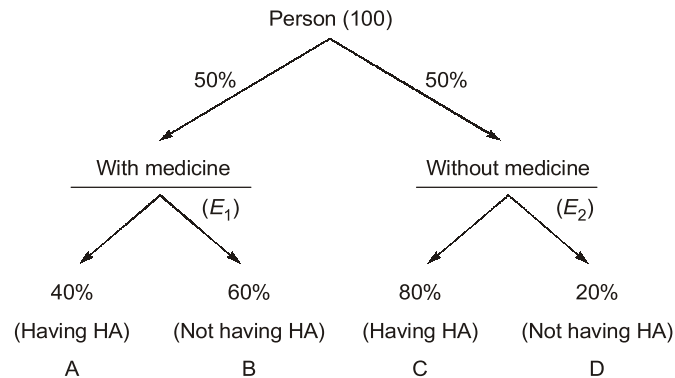 Person (100)
50% 50%
With medicine Without medicine
(E₁) (E₂)
40% 60% 80% 20%
(Having HA) (Not having HA) (Having HA) (Not having HA)
A B C D